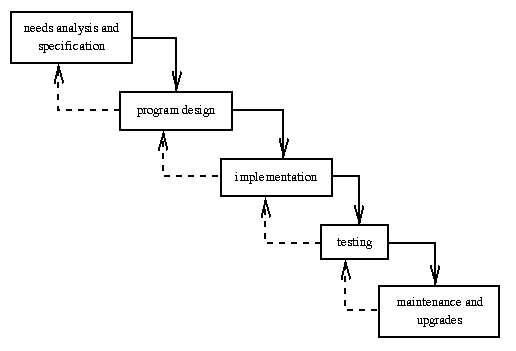 needs analysis and
specification
program design
implementation
testing
maintenance and
upgrades